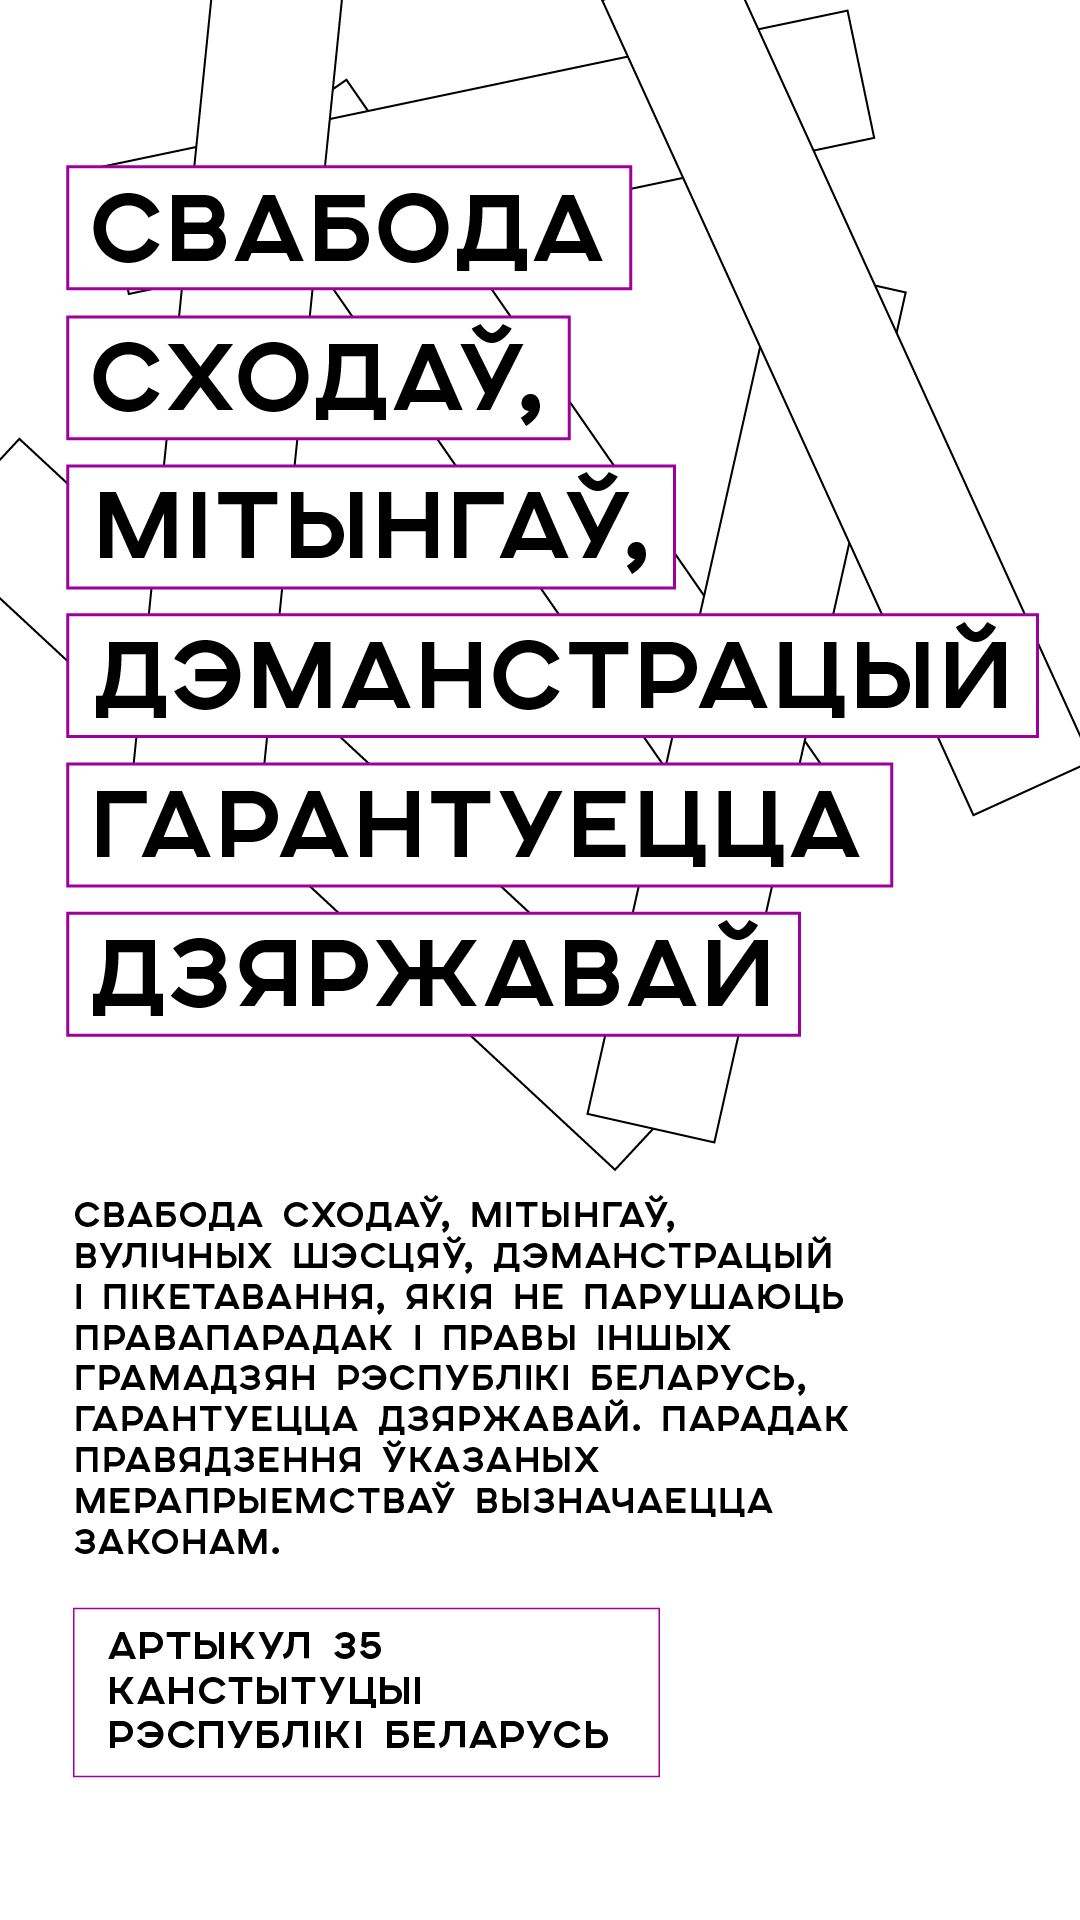 СВАБОДА
СХОДАЎ,
МІТЫНГАЎ,
ДЭМАНСТРАЦЫЙ
ГАРАНТУЕЦЦА
ДЗЯРЖАВАЙ
СВАБОДА СХОДАЎ, МІТЫНГАЎ,
ВУЛІЧНЫХ ШЭСЦЯЎ, ДЭМАНСТРАЦЫЙ
І ПІКЕТАВАННЯ, ЯКІЯ НЕ ПАРУШАЮЦЬ
ПРАВАПАРАДАК І ПРАВЫ ІНШЫХ
ГРАМАДЗЯН РЭСПУБЛІКІ БЕЛАРУСЬ,
ГАРАНТУЕЦЦА ДЗЯРЖАВАЙ. ПАРАДАК
ПРАВЯДЗЕННЯ ЎКАЗАНЫХ
МЕРАПРЫЕМСТВАЎ ВЫЗНАЧАЕЦЦА
ЗАКОНАМ.
АРТЫКУЛ 35
КАНСТЫТУЦЫІ
РЭСПУБЛІКІ БЕЛАРУСЬ